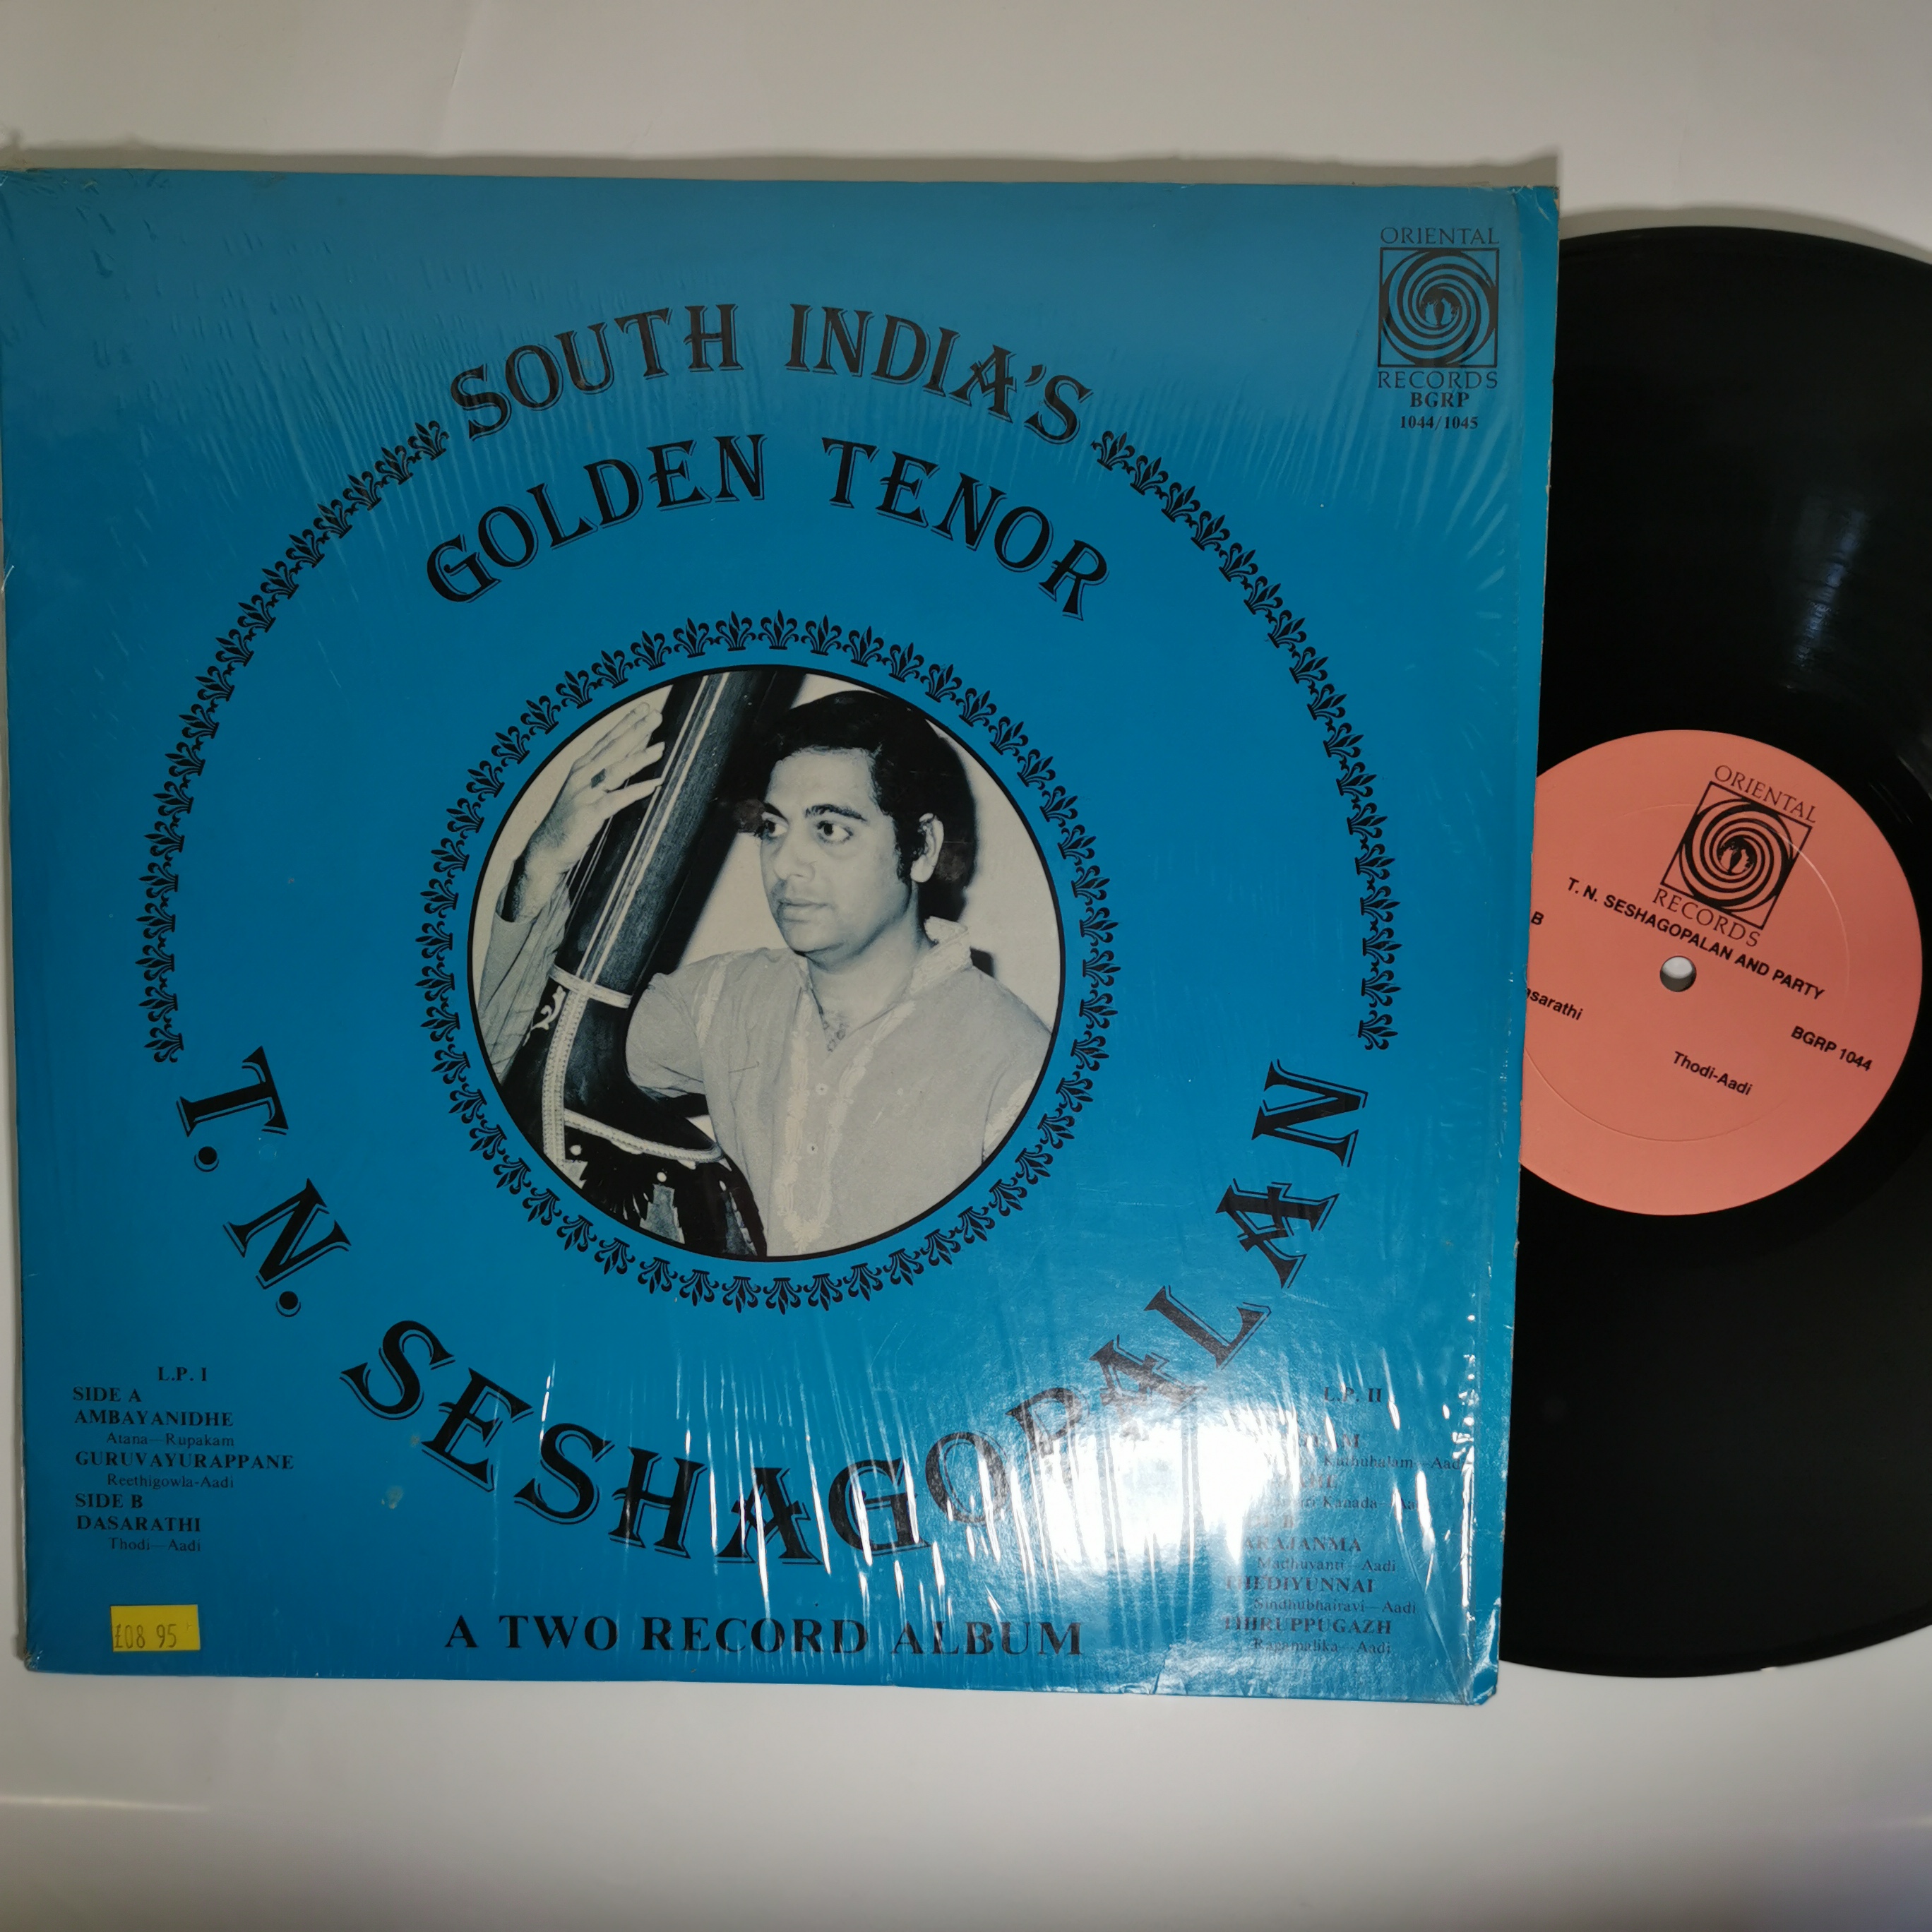 ORIENTAL
RECORDS
BGRP
1044/1045
SOUTH INDIA'S
GOLDEN TENOR
T. N. SESHAGOPALAN
L.P. I
SIDE A
AMBAYANIDHE
Atana—Rupakam
GURUVAYURAPPANE
Reethigowla-Aadi
SIDE B
DASARATHI
Thodi—Aadi
L.P. II
Kanada
Madhuvanti—Aadi
Sindhubhairavi—Aadi
THIRUPPUGAZH
Ragamalika—Aadi
A TWO RECORD ALBUM
£08 95
ORIENTAL
RECORDS
T. N. SESHAGOPALAN AND PARTY
B
BGRP 1044
Thodi-Aadi